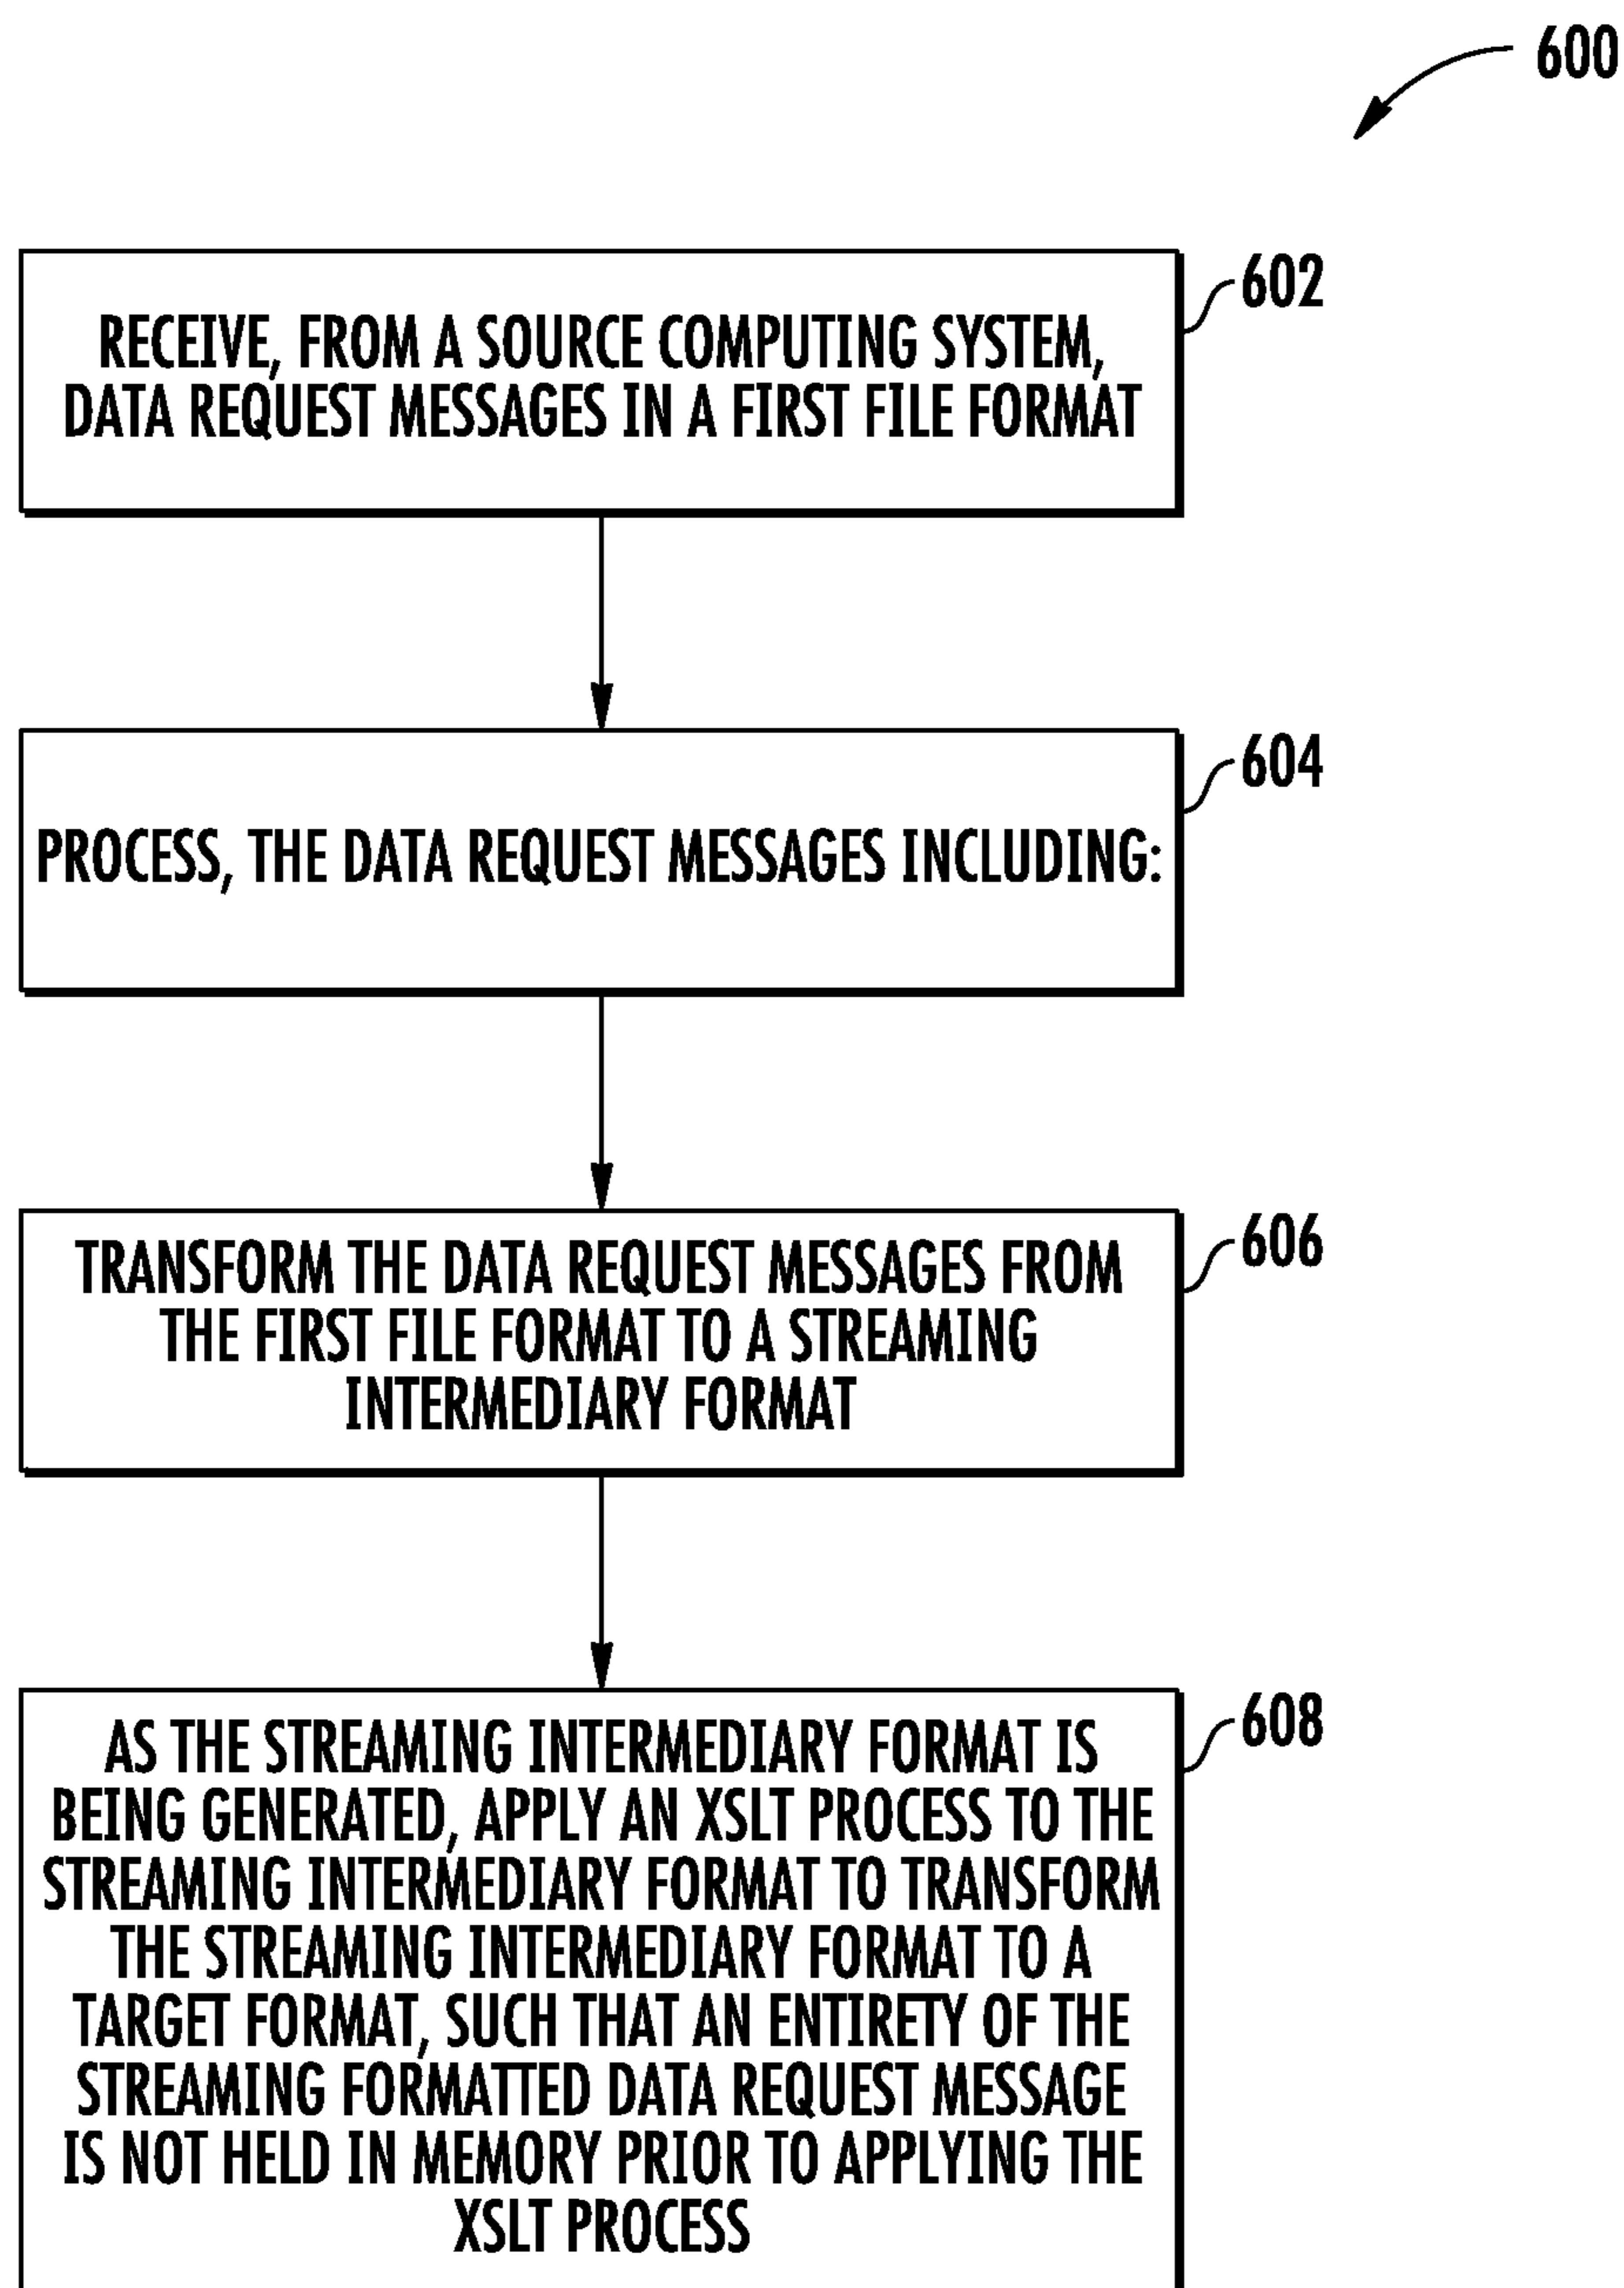 600
602
RECEIVE, FROM A SOURCE COMPUTING SYSTEM,
DATA REQUEST MESSAGES IN A FIRST FILE FORMAT
604
PROCESS, THE DATA REQUEST MESSAGES INCLUDING:
606
TRANSFORM THE DATA REQUEST MESSAGES FROM
THE FIRST FILE FORMAT TO A STREAMING
INTERMEDIARY FORMAT
608
AS THE STREAMING INTERMEDIARY FORMAT IS
BEING GENERATED, APPLY AN XSLT PROCESS TO THE
STREAMING INTERMEDIARY FORMAT TO TRANSFORM
THE STREAMING INTERMEDIARY FORMAT TO A
TARGET FORMAT, SUCH THAT AN ENTIRETY OF THE
STREAMING FORMATTED DATA REQUEST MESSAGE
IS NOT HELD IN MEMORY PRIOR TO APPLYING THE
XSLT PROCESS